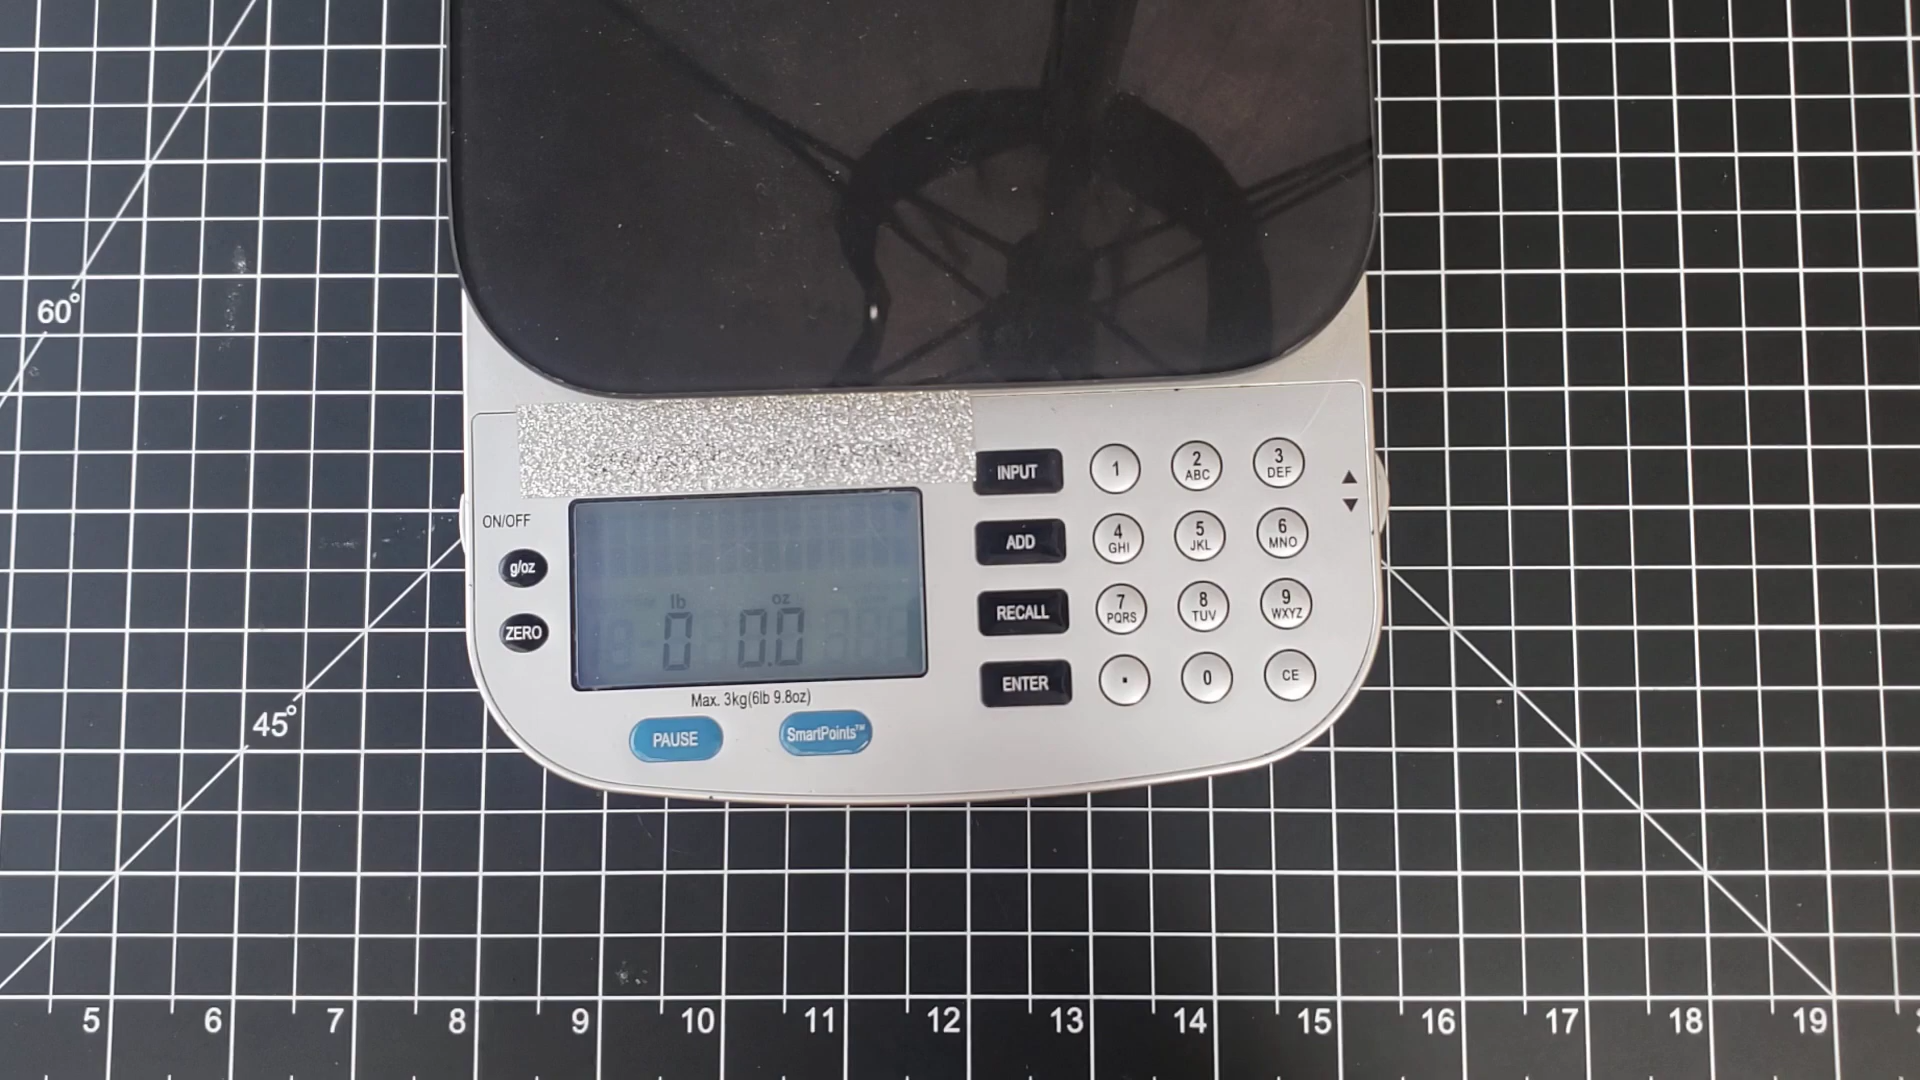 60°
ON/OFF
g/oz
ZERO
lb oz
0 0.0
Max. 3kg(6lb 9.8oz)
PAUSE
SmartPoints™
INPUT
1
2
ABC
3
DEF
ADD
4
GHI
5
JKL
6
MNO
RECALL
7
PQRS
8
TUV
9
WXYZ
ENTER
.
0
CE
45°
5 6 7 8 9 10 11 12 13 14 15 16 17 18 19